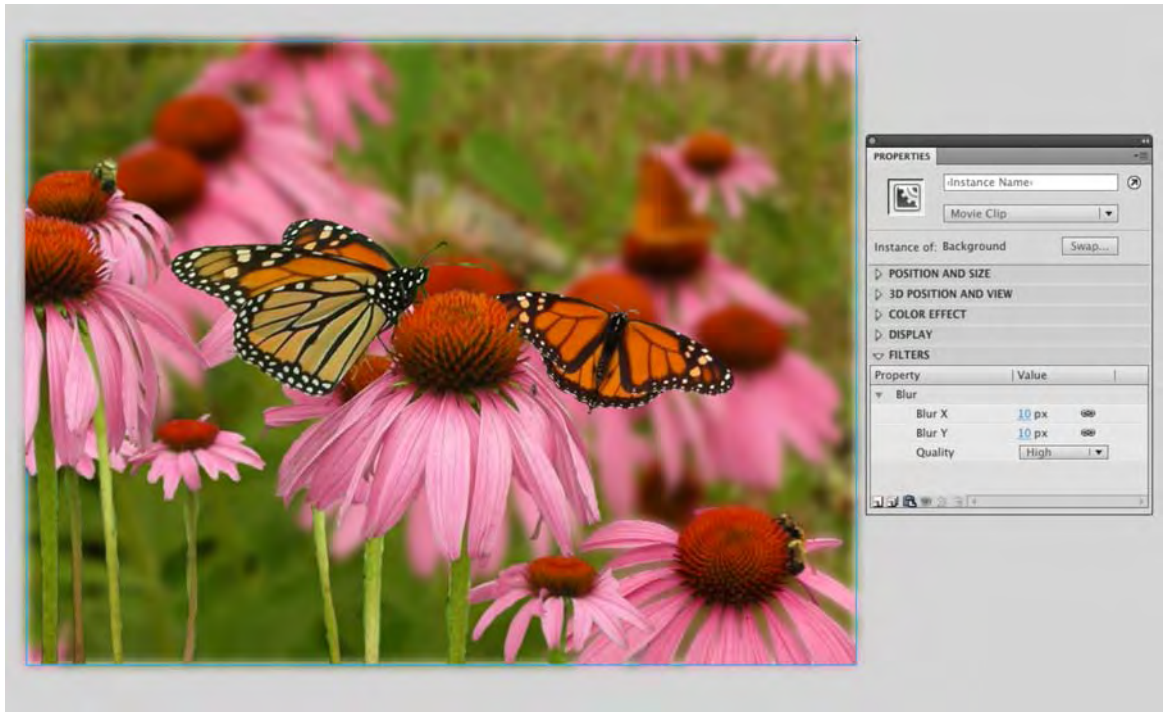 PROPERTIES
‹Instance Name›
Movie Clip
Instance of: Background Swap...
POSITION AND SIZE
3D POSITION AND VIEW
COLOR EFFECT
DISPLAY
FILTERS
Property Value
Blur
Blur X 10 px
Blur Y 10 px
Quality High